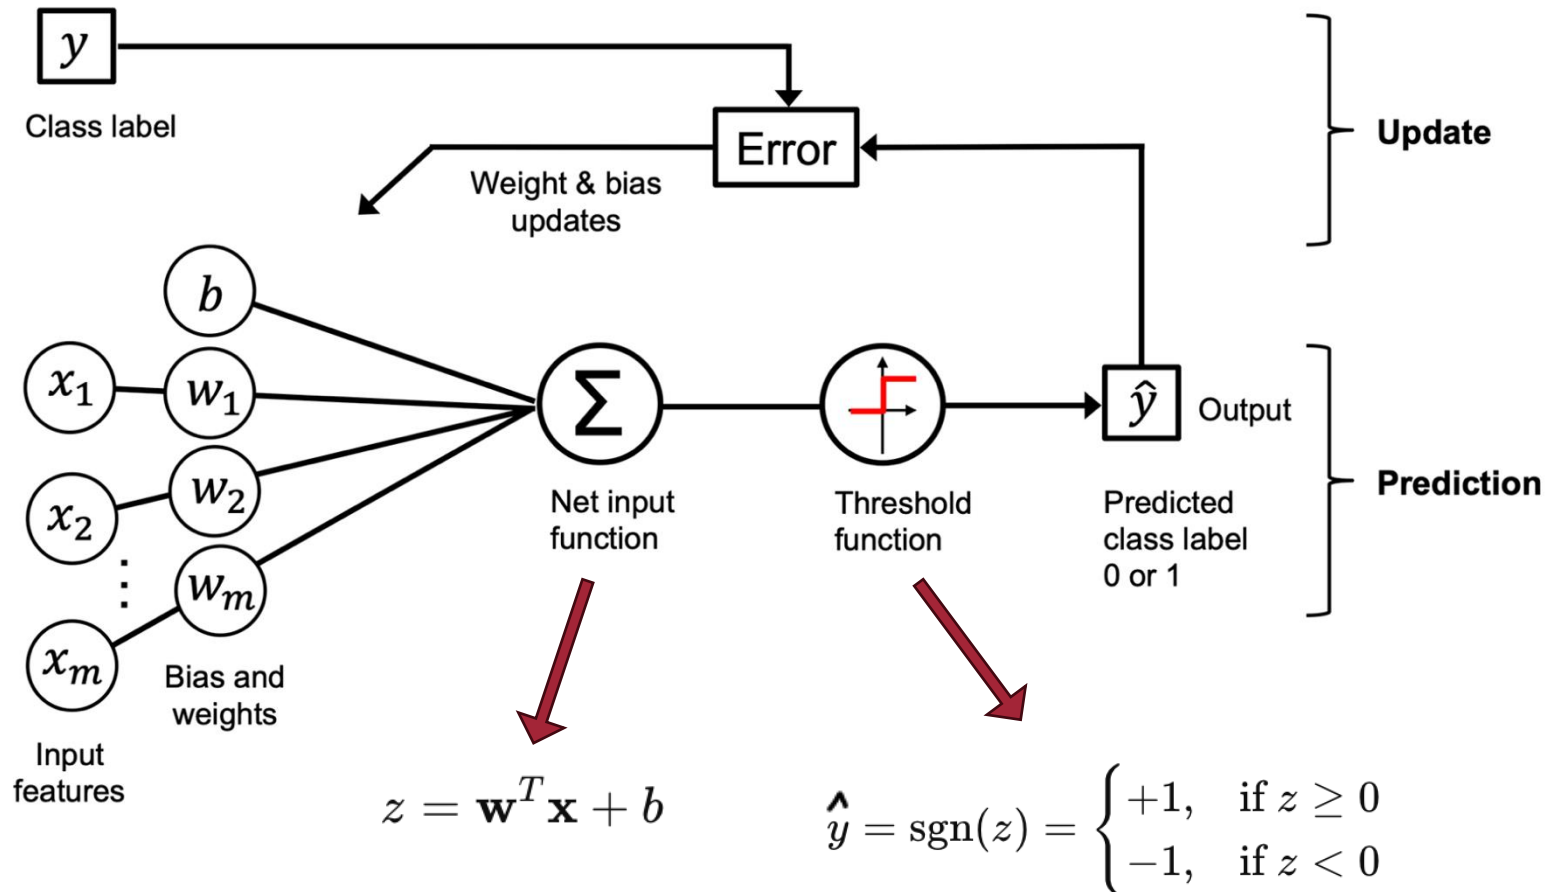 y
Class label
Error
Update
Weight & bias
updates
b
x₁
w₁
x₂
w₂
⋮
xₘ
wₘ
Σ
ŷ
Output
Net input
function
Threshold
function
Predicted
class label
0 or 1
Prediction
Bias and
weights
Input
features
z = wᵀx + b
ŷ = sgn(z) = { +1, if z ≥ 0
−1, if z < 0